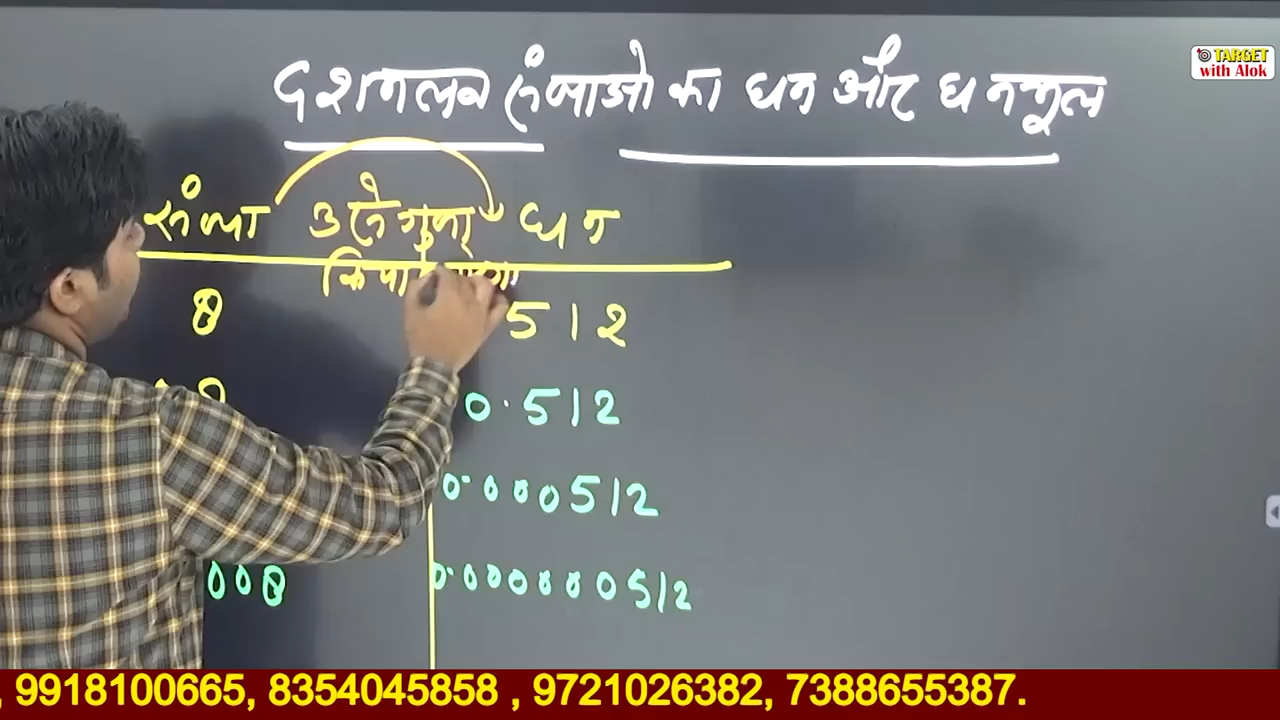 दशमलव संख्याओ का घन और घनमूल
TARGET
with Alok
संख्या 3 से गुणा घन
किया जाएगा
8 512
0.512
0.000512
008 0.000000512
, 9918100665, 8354045858 , 9721026382, 7388655387.